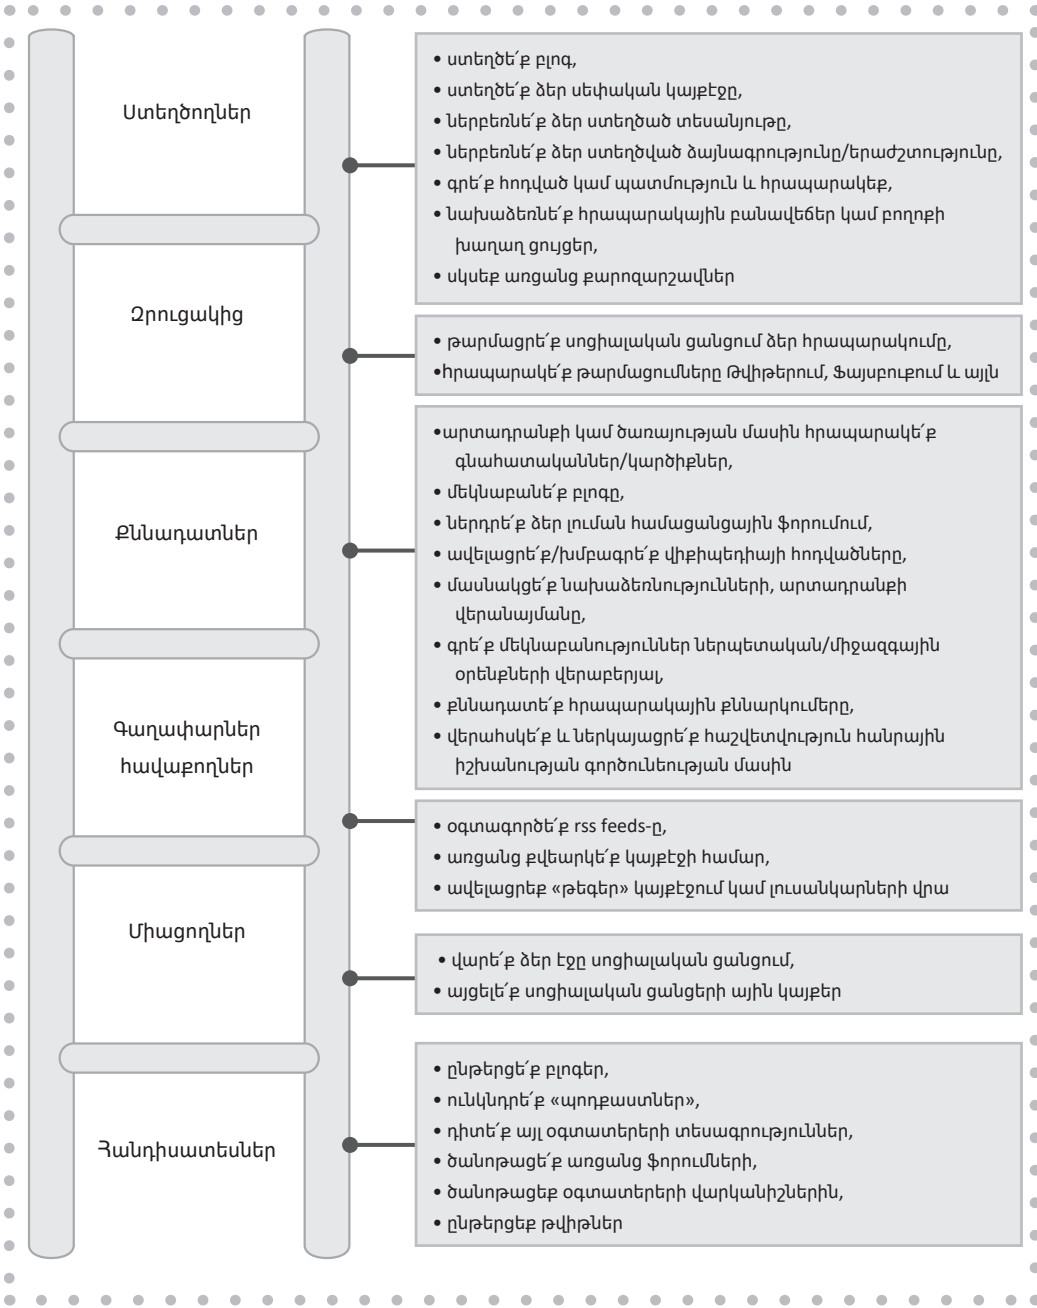 Ստեղծողներ
• ստեղծե՛ք բլոգ,
• ստեղծե՛ք ձեր սեփական կայքէջը,
• ներբեռնե՛ք ձեր ստեղծած տեսանյութը,
• ներբեռնե՛ք ձեր ստեղծված ձայնագրությունը/երաժշտությունը,
• գրե՛ք հոդված կամ պատմություն և հրապարակեք,
• նախաձեռնե՛ք հրապարակային բանավեճեր կամ բողոքի
խաղաղ ցույցեր,
• սկսեք առցանց քարոզարշավներ
Զրուցակից
• թարմացրե՛ք սոցիալական ցանցում ձեր հրապարակումը,
•հրապարակե՛ք թարմացումները Թվիթերում, Ֆայսբուքում և այլն
Քննադատներ
•արտադրանքի կամ ծառայության մասին հրապարակե՛ք
գնահատականներ/կարծիքներ,
• մեկնաբանե՛ք բլոգը,
• ներդրե՛ք ձեր լուման համացանցային ֆորումում,
• ավելացրե՛ք/խմբագրե՛ք վիքիպեդիայի հոդվածները,
• մասնակցե՛ք նախաձեռնությունների, արտադրանքի
վերանայմանը,
• գրե՛ք մեկնաբանություններ ներպետական/միջազգային
օրենքների վերաբերյալ,
• քննադատե՛ք հրապարակային քննարկումերը,
• վերահսկե՛ք և ներկայացրե՛ք հաշվետվություն հանրային
իշխանության գործունեության մասին
Գաղափարներ
հավաքողներ
• օգտագործե՛ք rss feeds-ը,
• առցանց քվեարկե՛ք կայքէջի համար,
• ավելացրեք «թեգեր» կայքէջում կամ լուսանկարների վրա
Միացողներ
• վարե՛ք ձեր էջը սոցիալական ցանցում,
• այցելե՛ք սոցիալական ցանցերի ային կայքեր
Հանդիսատեսներ
• ընթերցե՛ք բլոգեր,
• ունկնդրե՛ք «պոդքաստներ»,
• դիտե՛ք այլ օգտատերերի տեսագրություններ,
• ծանոթացե՛ք առցանց ֆորումների,
• ծանոթացեք օգտատերերի վարկանիշներին,
• ընթերցեք թվիթներ